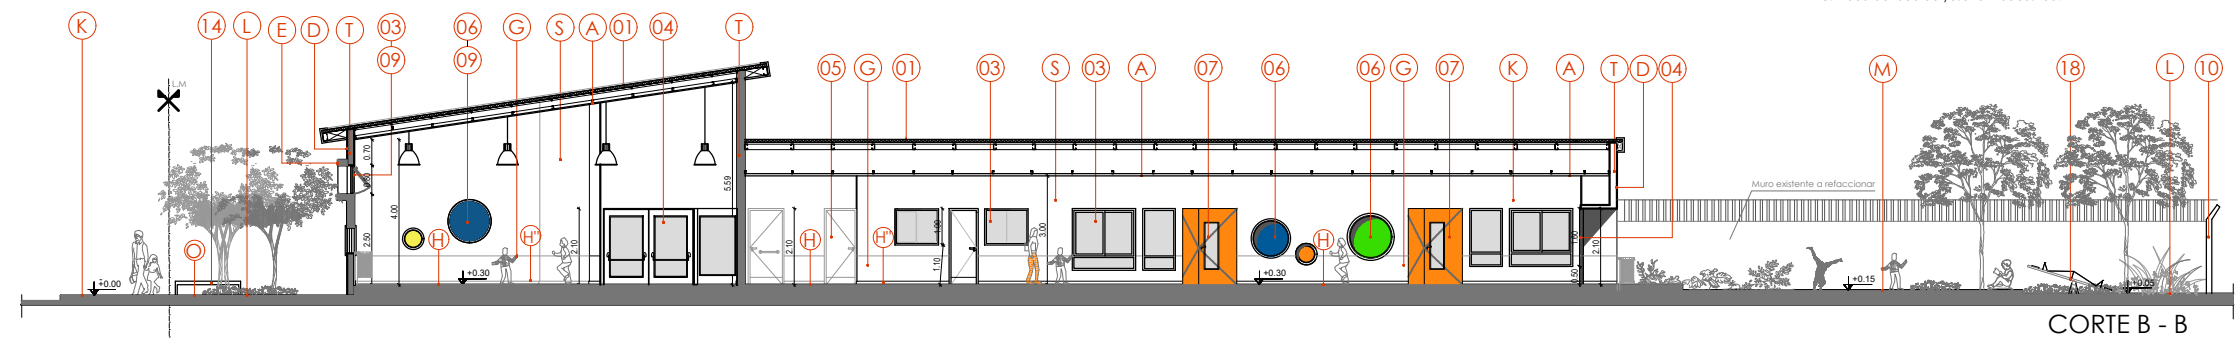 K 14 L E D T 03 06 G S A 01 04 T
09 09
05 G 01 03 S 03 A 07 06 06 G 07 K A T D 04 M 18 L 10
L.M
0.70
0.60
4.00
2.50
5.59
2.10
2.10
1.00
1.10
3.00
1.60
2.10
0.50
Muro existente a refaccionar
O H H'' H H'' H
+0.00 +0.30 +0.30 +0.15 +0.05
CORTE B - B